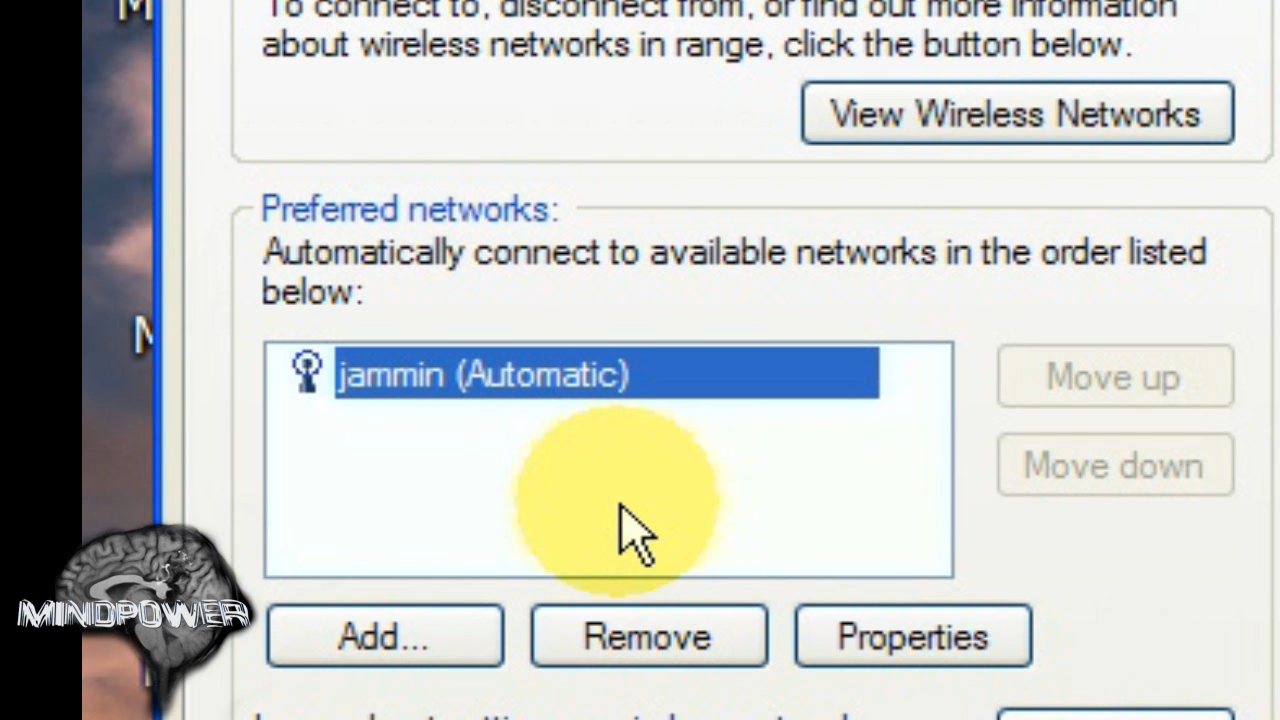 To connect to, disconnect from, or find out more information
about wireless networks in range, click the button below.
View Wireless Networks
Preferred networks:
Automatically connect to available networks in the order listed
below:
jammin (Automatic)
Move up
Move down
Add...
Remove
Properties
MINDPOWER